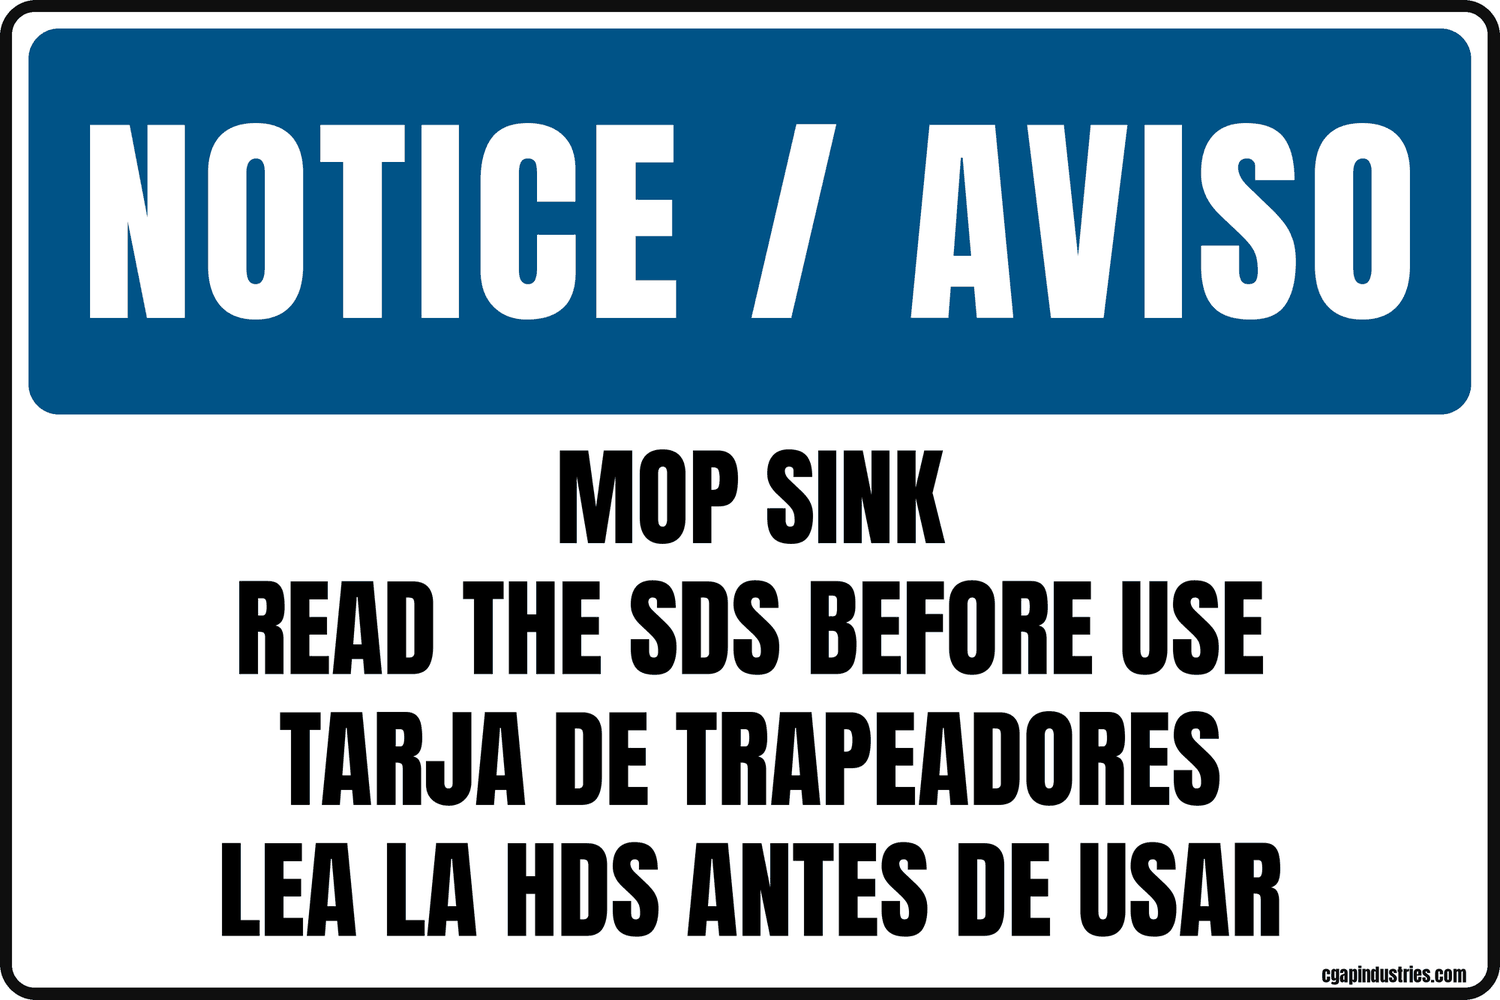 NOTICE / AVISO
MOP SINK
READ THE SDS BEFORE USE
TARJA DE TRAPEADORES
LEA LA HDS ANTES DE USAR
cgapindustries.com